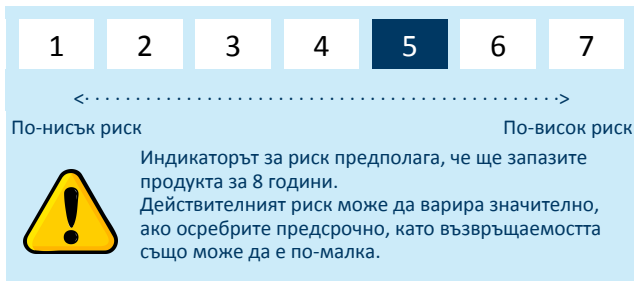 1 2 3 4 5 6 7
<· · · · · · · · · · · · · · · · · · · · · · · · · · · · · · · · · · · · · · · · · · · · · · ·>
По-нисък риск По-висок риск
Индикаторът за риск предполага, че ще запазите
продукта за 8 години.
Действителният риск може да варира значително,
ако осребрите предсрочно, като възвръщаемостта
също може да е по-малка.